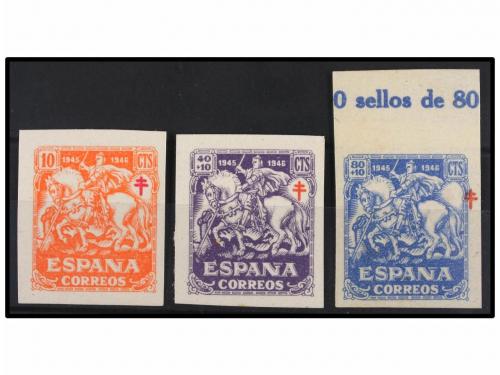 10 1945 1946 CTS
ESPAÑA
CORREOS
40+10 1945 1946 CTS
ESPAÑA
CORREOS
0 sellos de 80
80+10 1945 1946 CTS
ESPAÑA
CORREOS